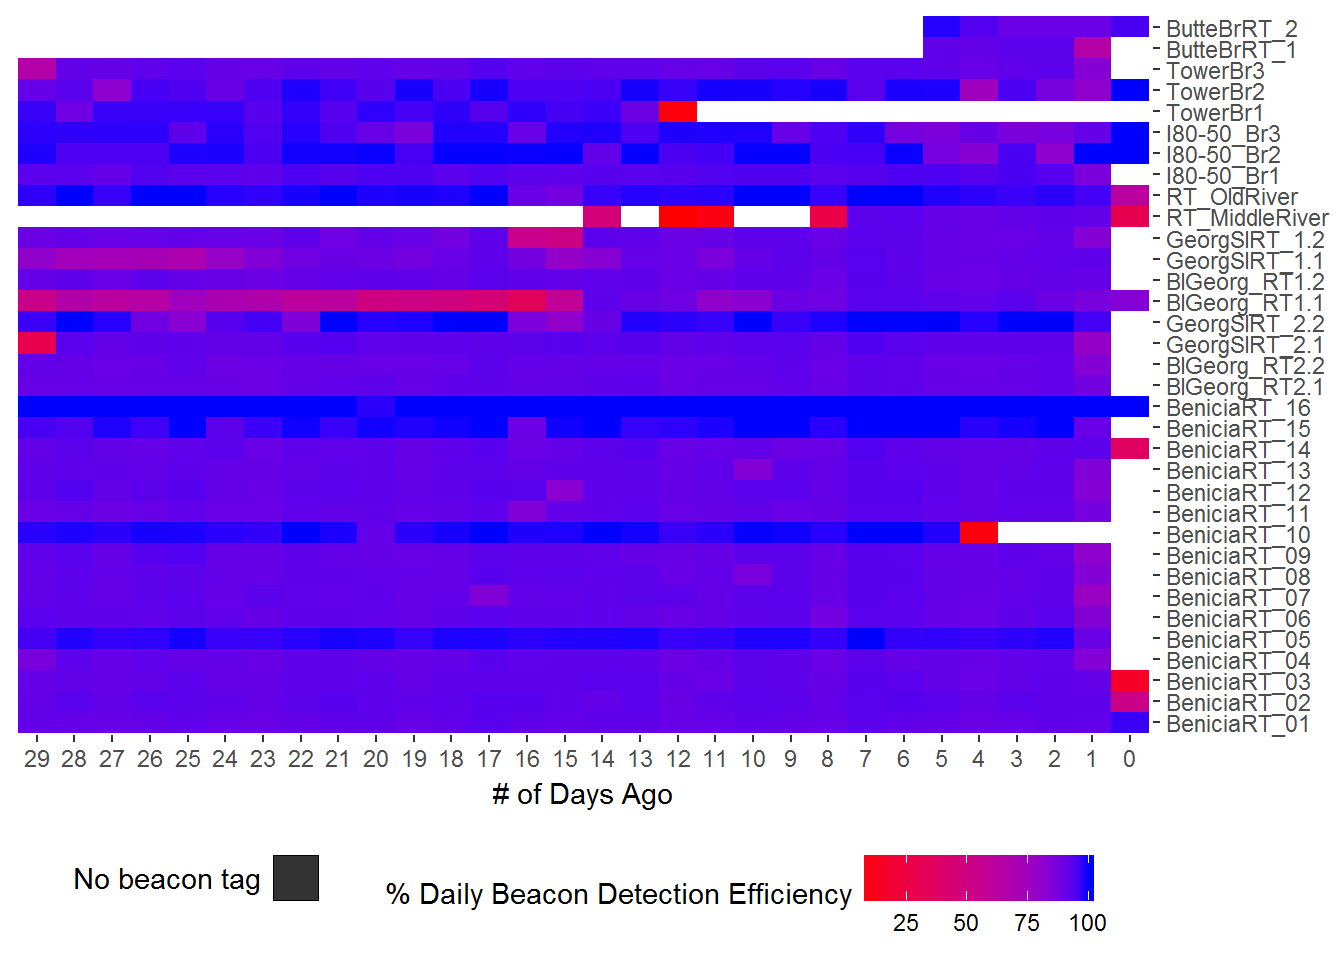 ButteBrRT_2
ButteBrRT_1
TowerBr3
TowerBr2
TowerBr1
I80-50_Br3
I80-50_Br2
I80-50_Br1
RT_OldRiver
RT_MiddleRiver
GeorgSlRT_1.2
GeorgSlRT_1.1
BlGeorg_RT1.2
BlGeorg_RT1.1
GeorgSlRT_2.2
GeorgSlRT_2.1
BlGeorg_RT2.2
BlGeorg_RT2.1
BeniciaRT_16
BeniciaRT_15
BeniciaRT_14
BeniciaRT_13
BeniciaRT_12
BeniciaRT_11
BeniciaRT_10
BeniciaRT_09
BeniciaRT_08
BeniciaRT_07
BeniciaRT_06
BeniciaRT_05
BeniciaRT_04
BeniciaRT_03
BeniciaRT_02
BeniciaRT_01
29 28 27 26 25 24 23 22 21 20 19 18 17 16 15 14 13 12 11 10 9 8 7 6 5 4 3 2 1 0
# of Days Ago
No beacon tag
% Daily Beacon Detection Efficiency
25 50 75 100